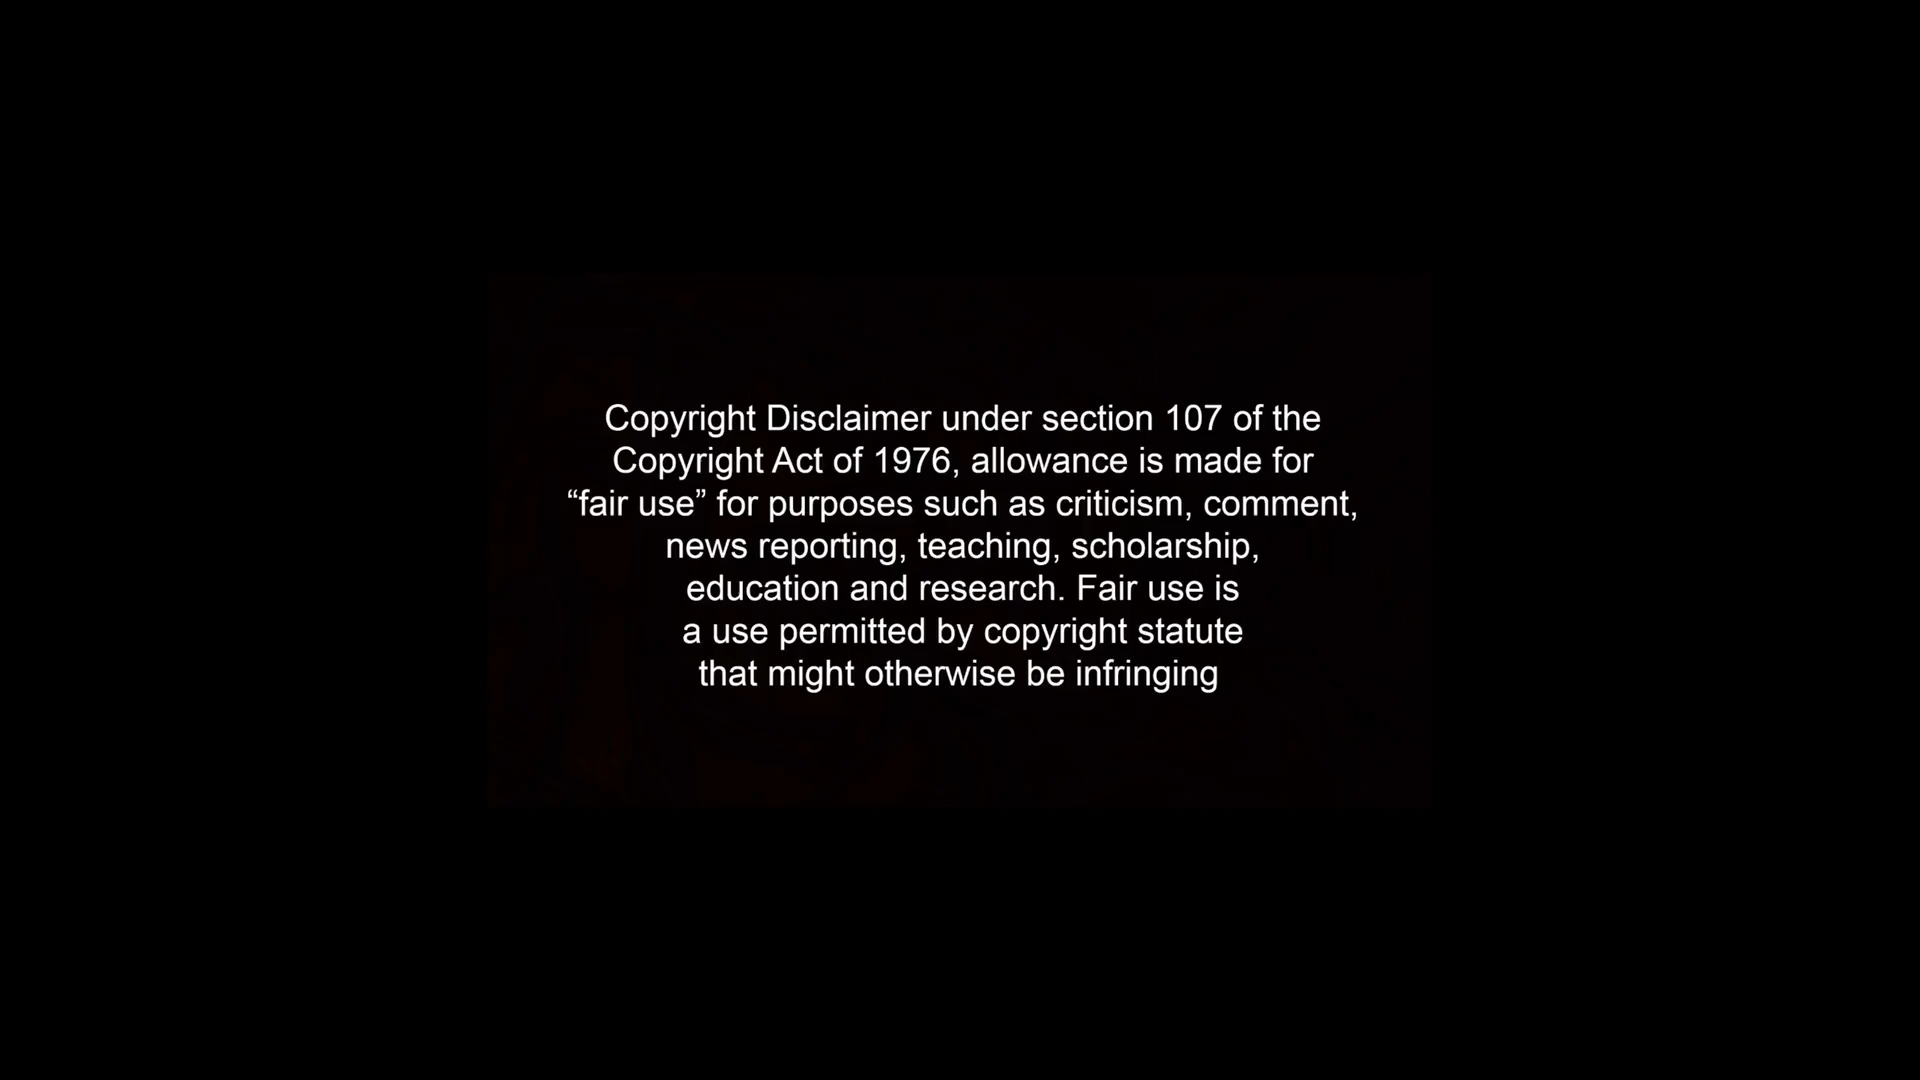 Copyright Disclaimer under section 107 of the
Copyright Act of 1976, allowance is made for
“fair use” for purposes such as criticism, comment,
news reporting, teaching, scholarship,
education and research. Fair use is
a use permitted by copyright statute
that might otherwise be infringing